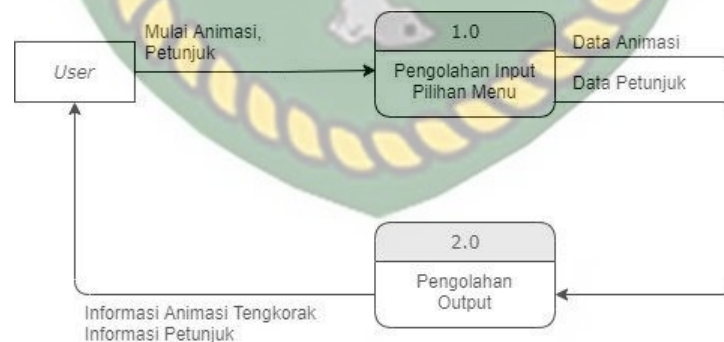 Mulai Animasi,
Petunjuk
User
1.0
Pengolahan Input
Pilihan Menu
Data Animasi
Data Petunjuk
2.0
Pengolahan
Output
Informasi Animasi Tengkorak
Informasi Petunjuk